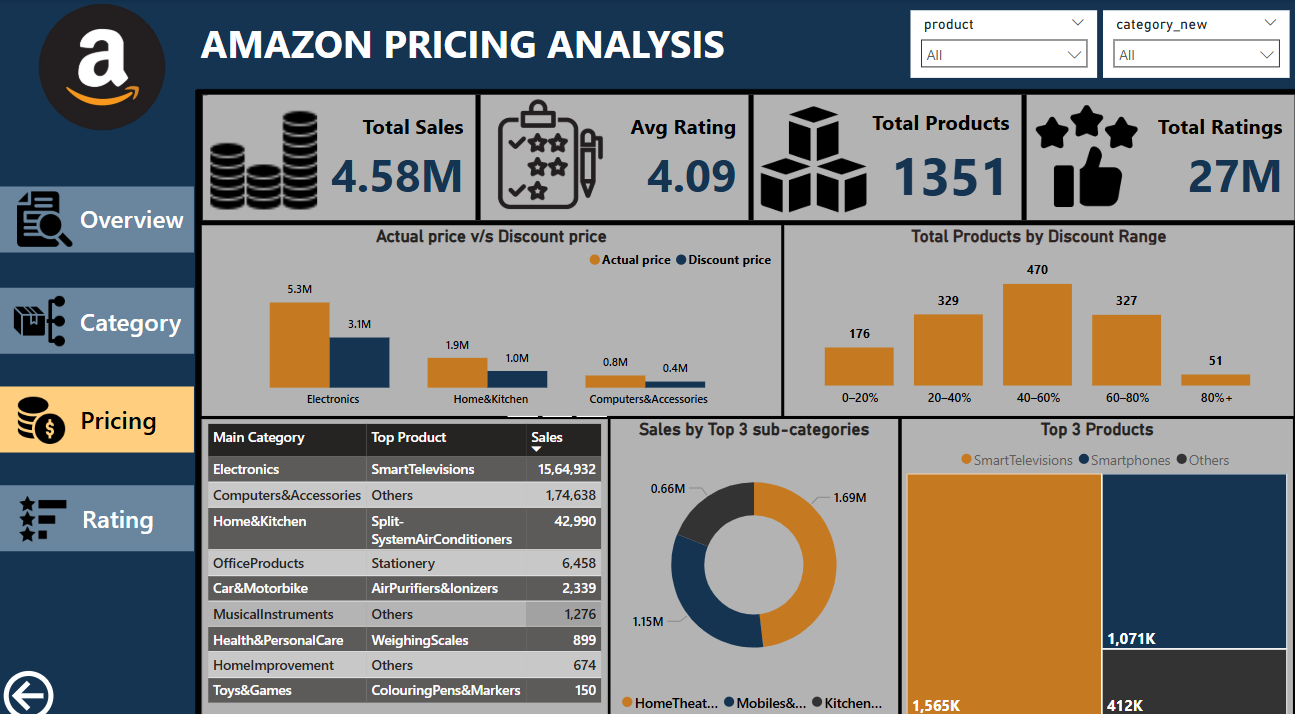 a
AMAZON PRICING ANALYSIS
product
All
category_new
All
Overview
Category
Pricing
$
Rating
Total Sales
4.58M
Avg Rating
4.09
Total Products
1351
Total Ratings
27M
Actual price v/s Discount price
Actual price Discount price
5.3M
3.1M
1.9M
1.0M
0.8M
0.4M
Electronics Home&Kitchen Computers&Accessories
Total Products by Discount Range
176
329
470
327
51
0–20% 20–40% 40–60% 60–80% 80%+
Main Category Top Product Sales
Electronics SmartTelevisions 15,64,932
Computers&Accessories Others 1,74,638
Home&Kitchen Split- 42,990
SystemAirConditioners
OfficeProducts Stationery 6,458
Car&Motorbike AirPurifiers&Ionizers 2,339
MusicalInstruments Others 1,276
Health&PersonalCare WeighingScales 899
HomeImprovement Others 674
Toys&Games ColouringPens&Markers 150
Sales by Top 3 sub-categories
0.66M
1.69M
1.15M
HomeTheat... Mobiles&... Kitchen...
Top 3 Products
SmartTelevisions Smartphones Others
1,565K
1,071K
412K